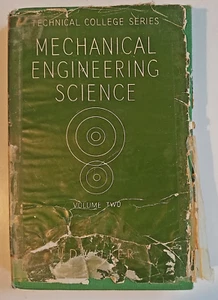 TECHNICAL COLLEGE SERIES
MECHANICAL
ENGINEERING
SCIENCE
VOLUME TWO